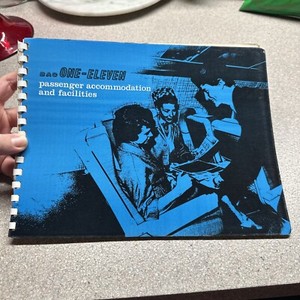 BAC ONE-ELEVEN
passenger accommodation
and facilities